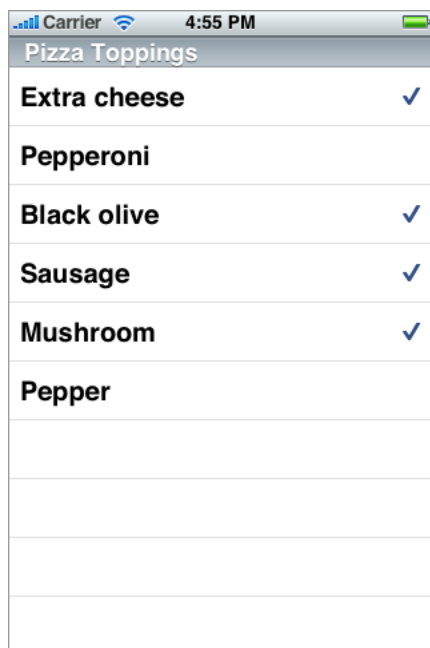 Carrier 4:55 PM
Pizza Toppings
Extra cheese
Pepperoni
Black olive
Sausage
Mushroom
Pepper